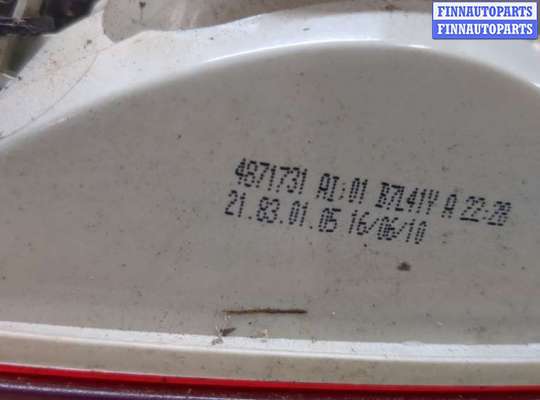 FINNAUTOPARTS
FINNAUTOPARTS
4871731 AI:01 BZL41Y A 22:28
21.83.01.05 16/06/10